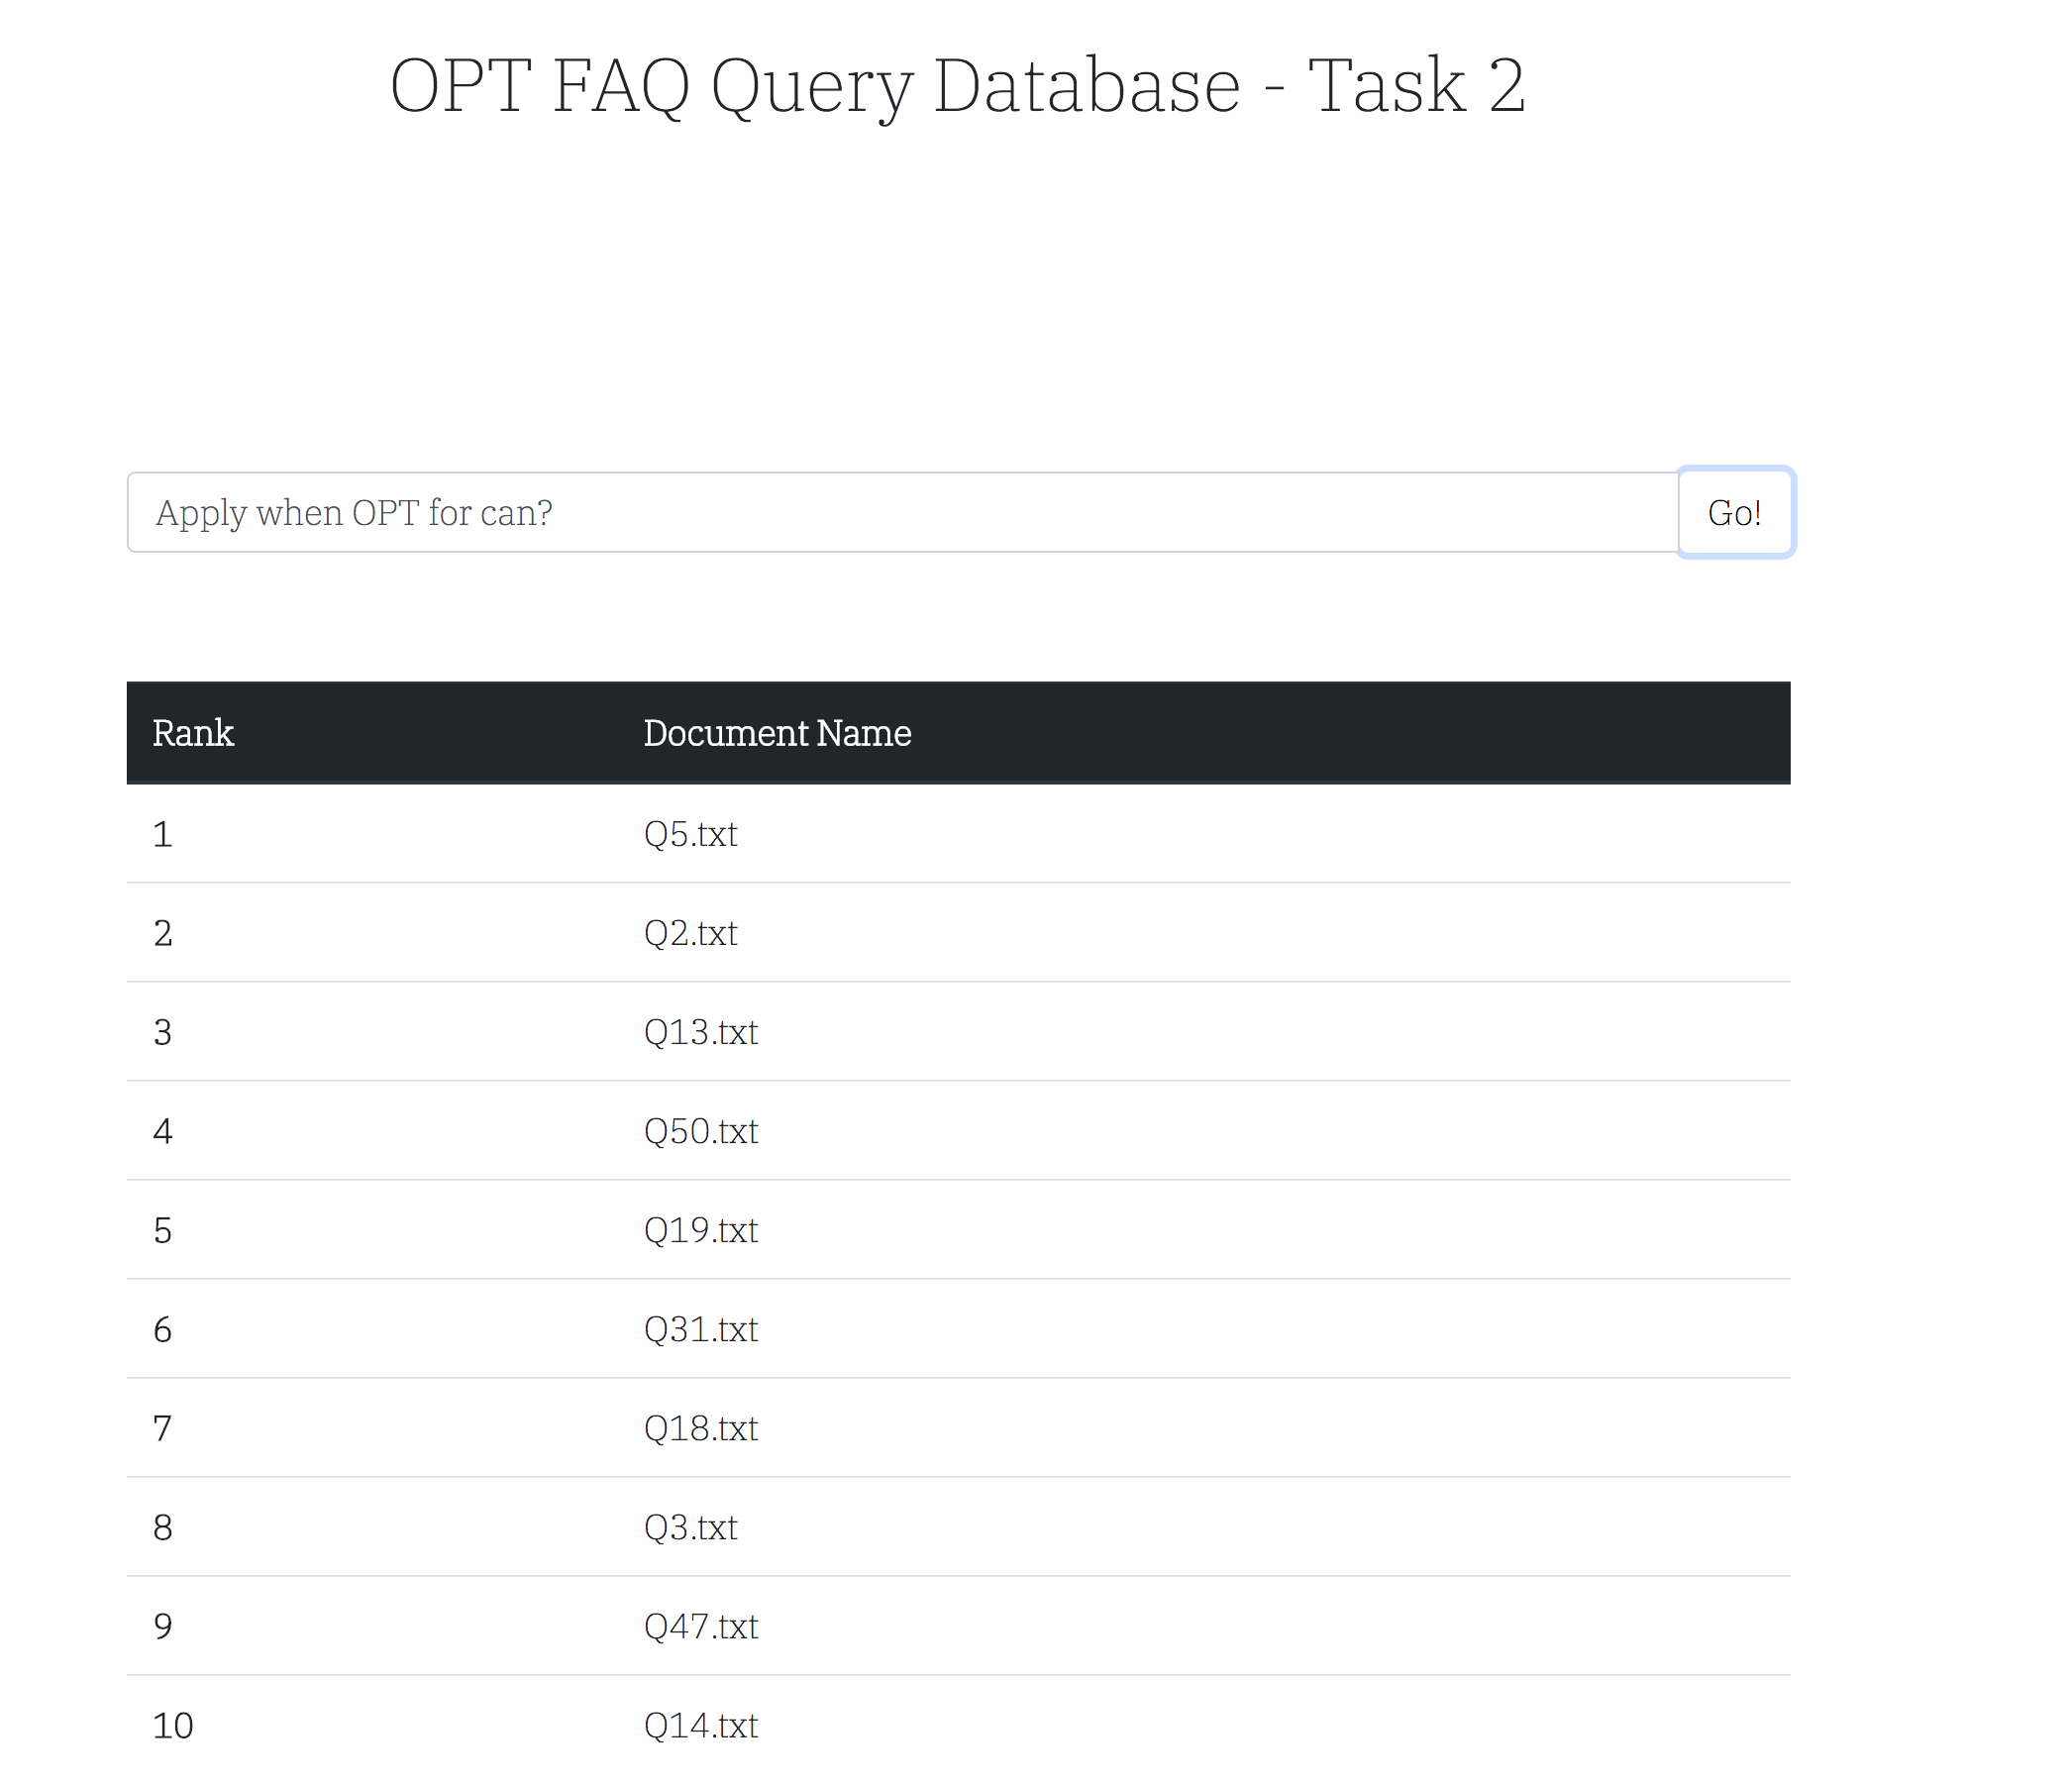 OPT FAQ Query Database - Task 2
Apply when OPT for can? Go!
Rank Document Name
1 Q5.txt
2 Q2.txt
3 Q13.txt
4 Q50.txt
5 Q19.txt
6 Q31.txt
7 Q18.txt
8 Q3.txt
9 Q47.txt
10 Q14.txt